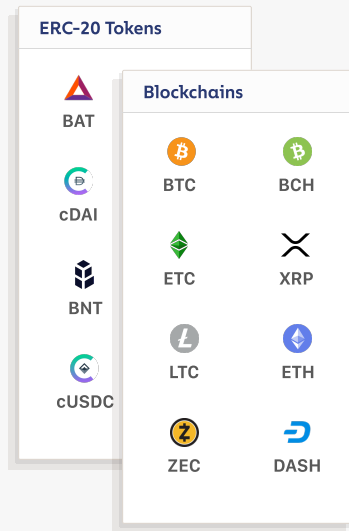 ERC-20 Tokens
BAT
cDAI
BNT
cUSDC
Blockchains
BTC BCH
ETC XRP
LTC ETH
ZEC DASH